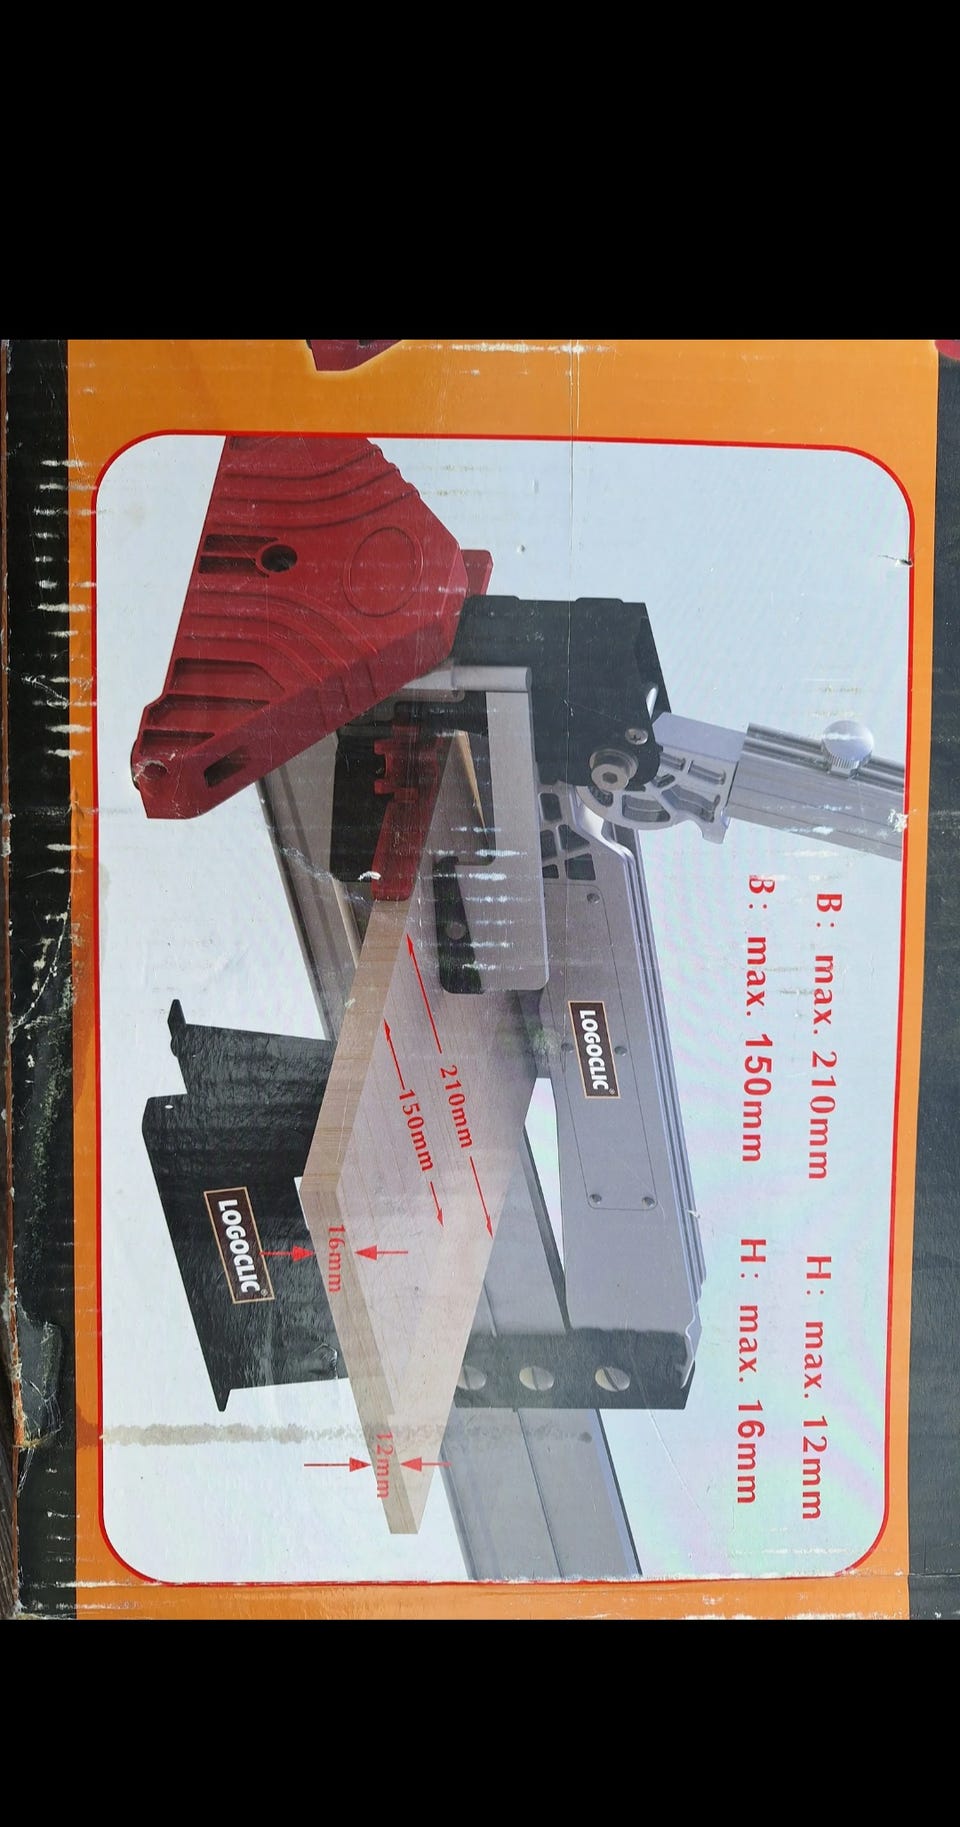 B: max. 210mm H: max. 12mm
B: max. 150mm H: max. 16mm
LOGOCLIC®
210mm
150mm
16mm
12mm
LOGOCLIC®